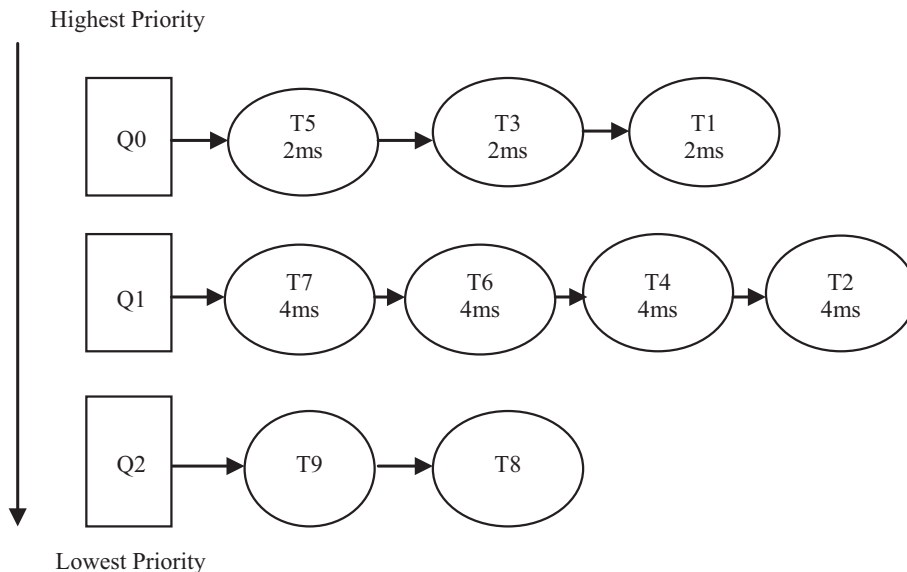 Highest Priority
Q0
T5
2ms
T3
2ms
T1
2ms
Q1
T7
4ms
T6
4ms
T4
4ms
T2
4ms
Q2
T9
T8
Lowest Priority